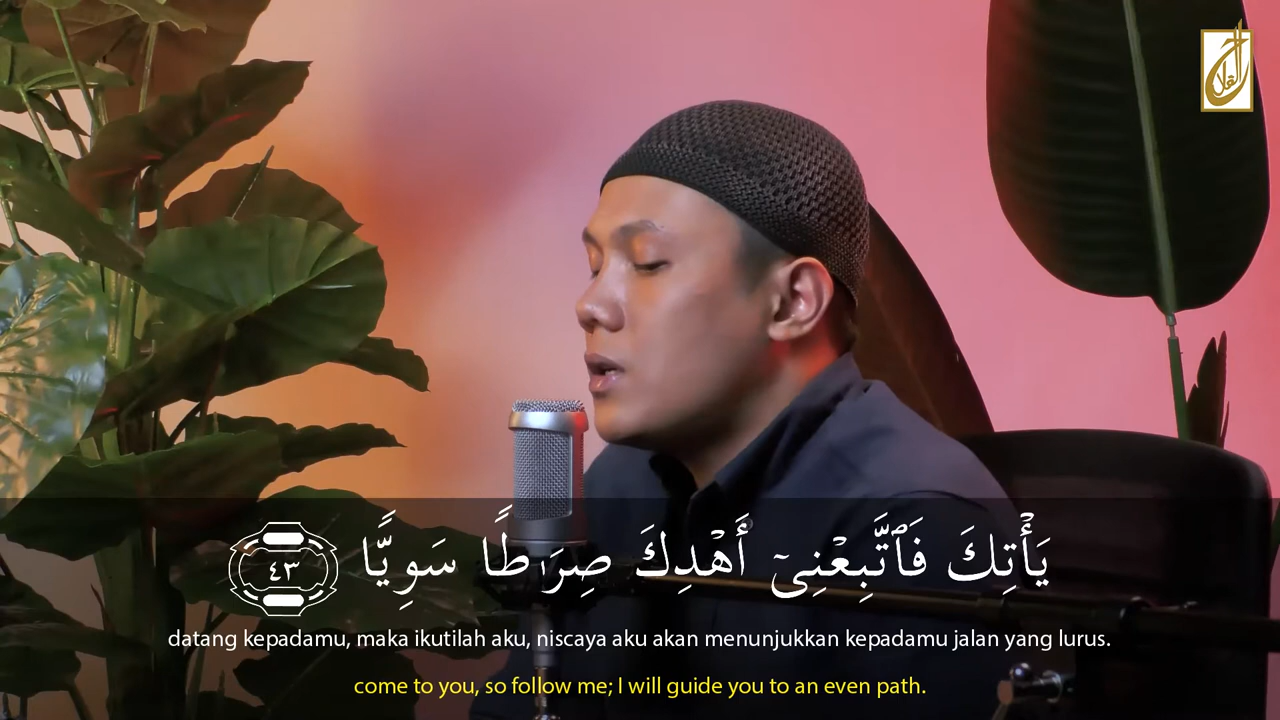 الفلاح
يَأْتِكَ فَٱتَّبِعْنِىٓ أَهْدِكَ صِرَٰطًا سَوِيًّا ٤٣
datang kepadamu, maka ikutilah aku, niscaya aku akan menunjukkan kepadamu jalan yang lurus.
come to you, so follow me; I will guide you to an even path.